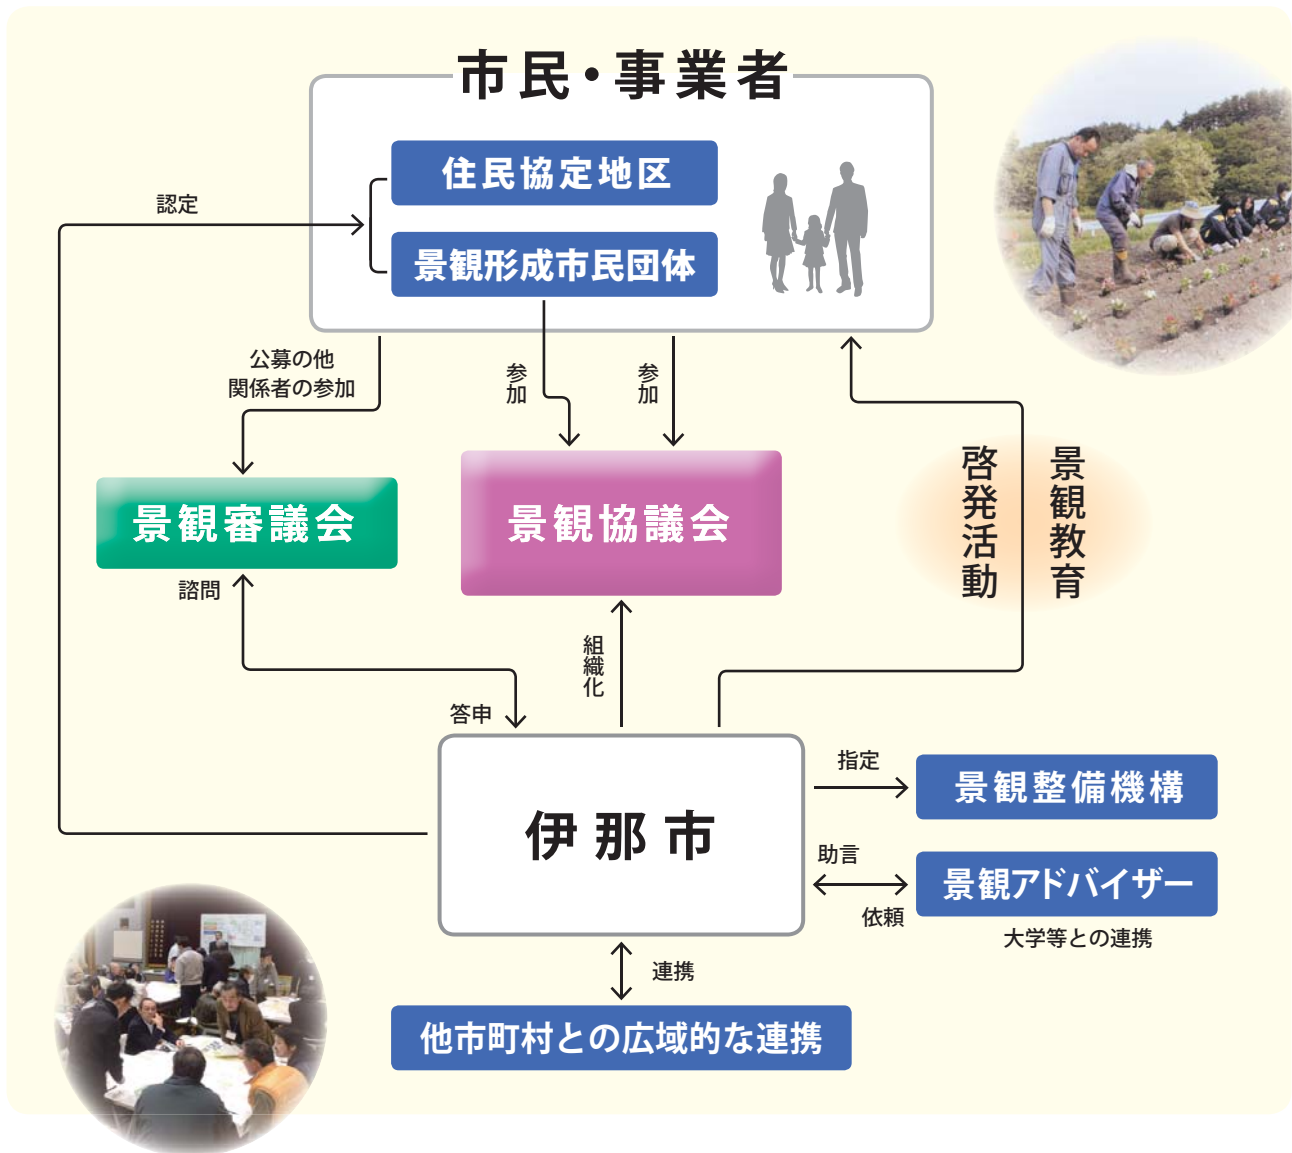 市民・事業者
住民協定地区
認定
景観形成市民団体
公募の他
関係者の参加
参加
参加
景観審議会
景観協議会
啓発活動
景観教育
諮問
組織化
答申
伊那市
指定
景観整備機構
助言
景観アドバイザー
依頼
大学等との連携
連携
他市町村との広域的な連携